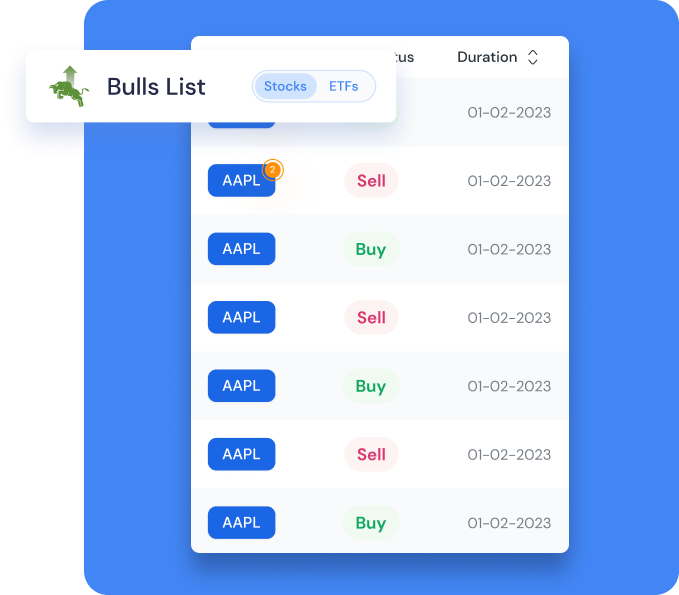 Bulls List Stocks ETFs
tus Duration
01-02-2023
AAPL 2 Sell 01-02-2023
AAPL Buy 01-02-2023
AAPL Sell 01-02-2023
AAPL Buy 01-02-2023
AAPL Sell 01-02-2023
AAPL Buy 01-02-2023